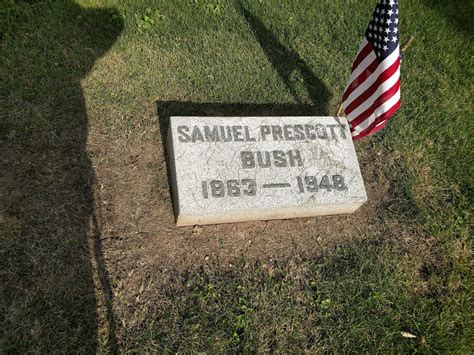 SAMUEL PRESCOTT
BUSH
1863 — 1948